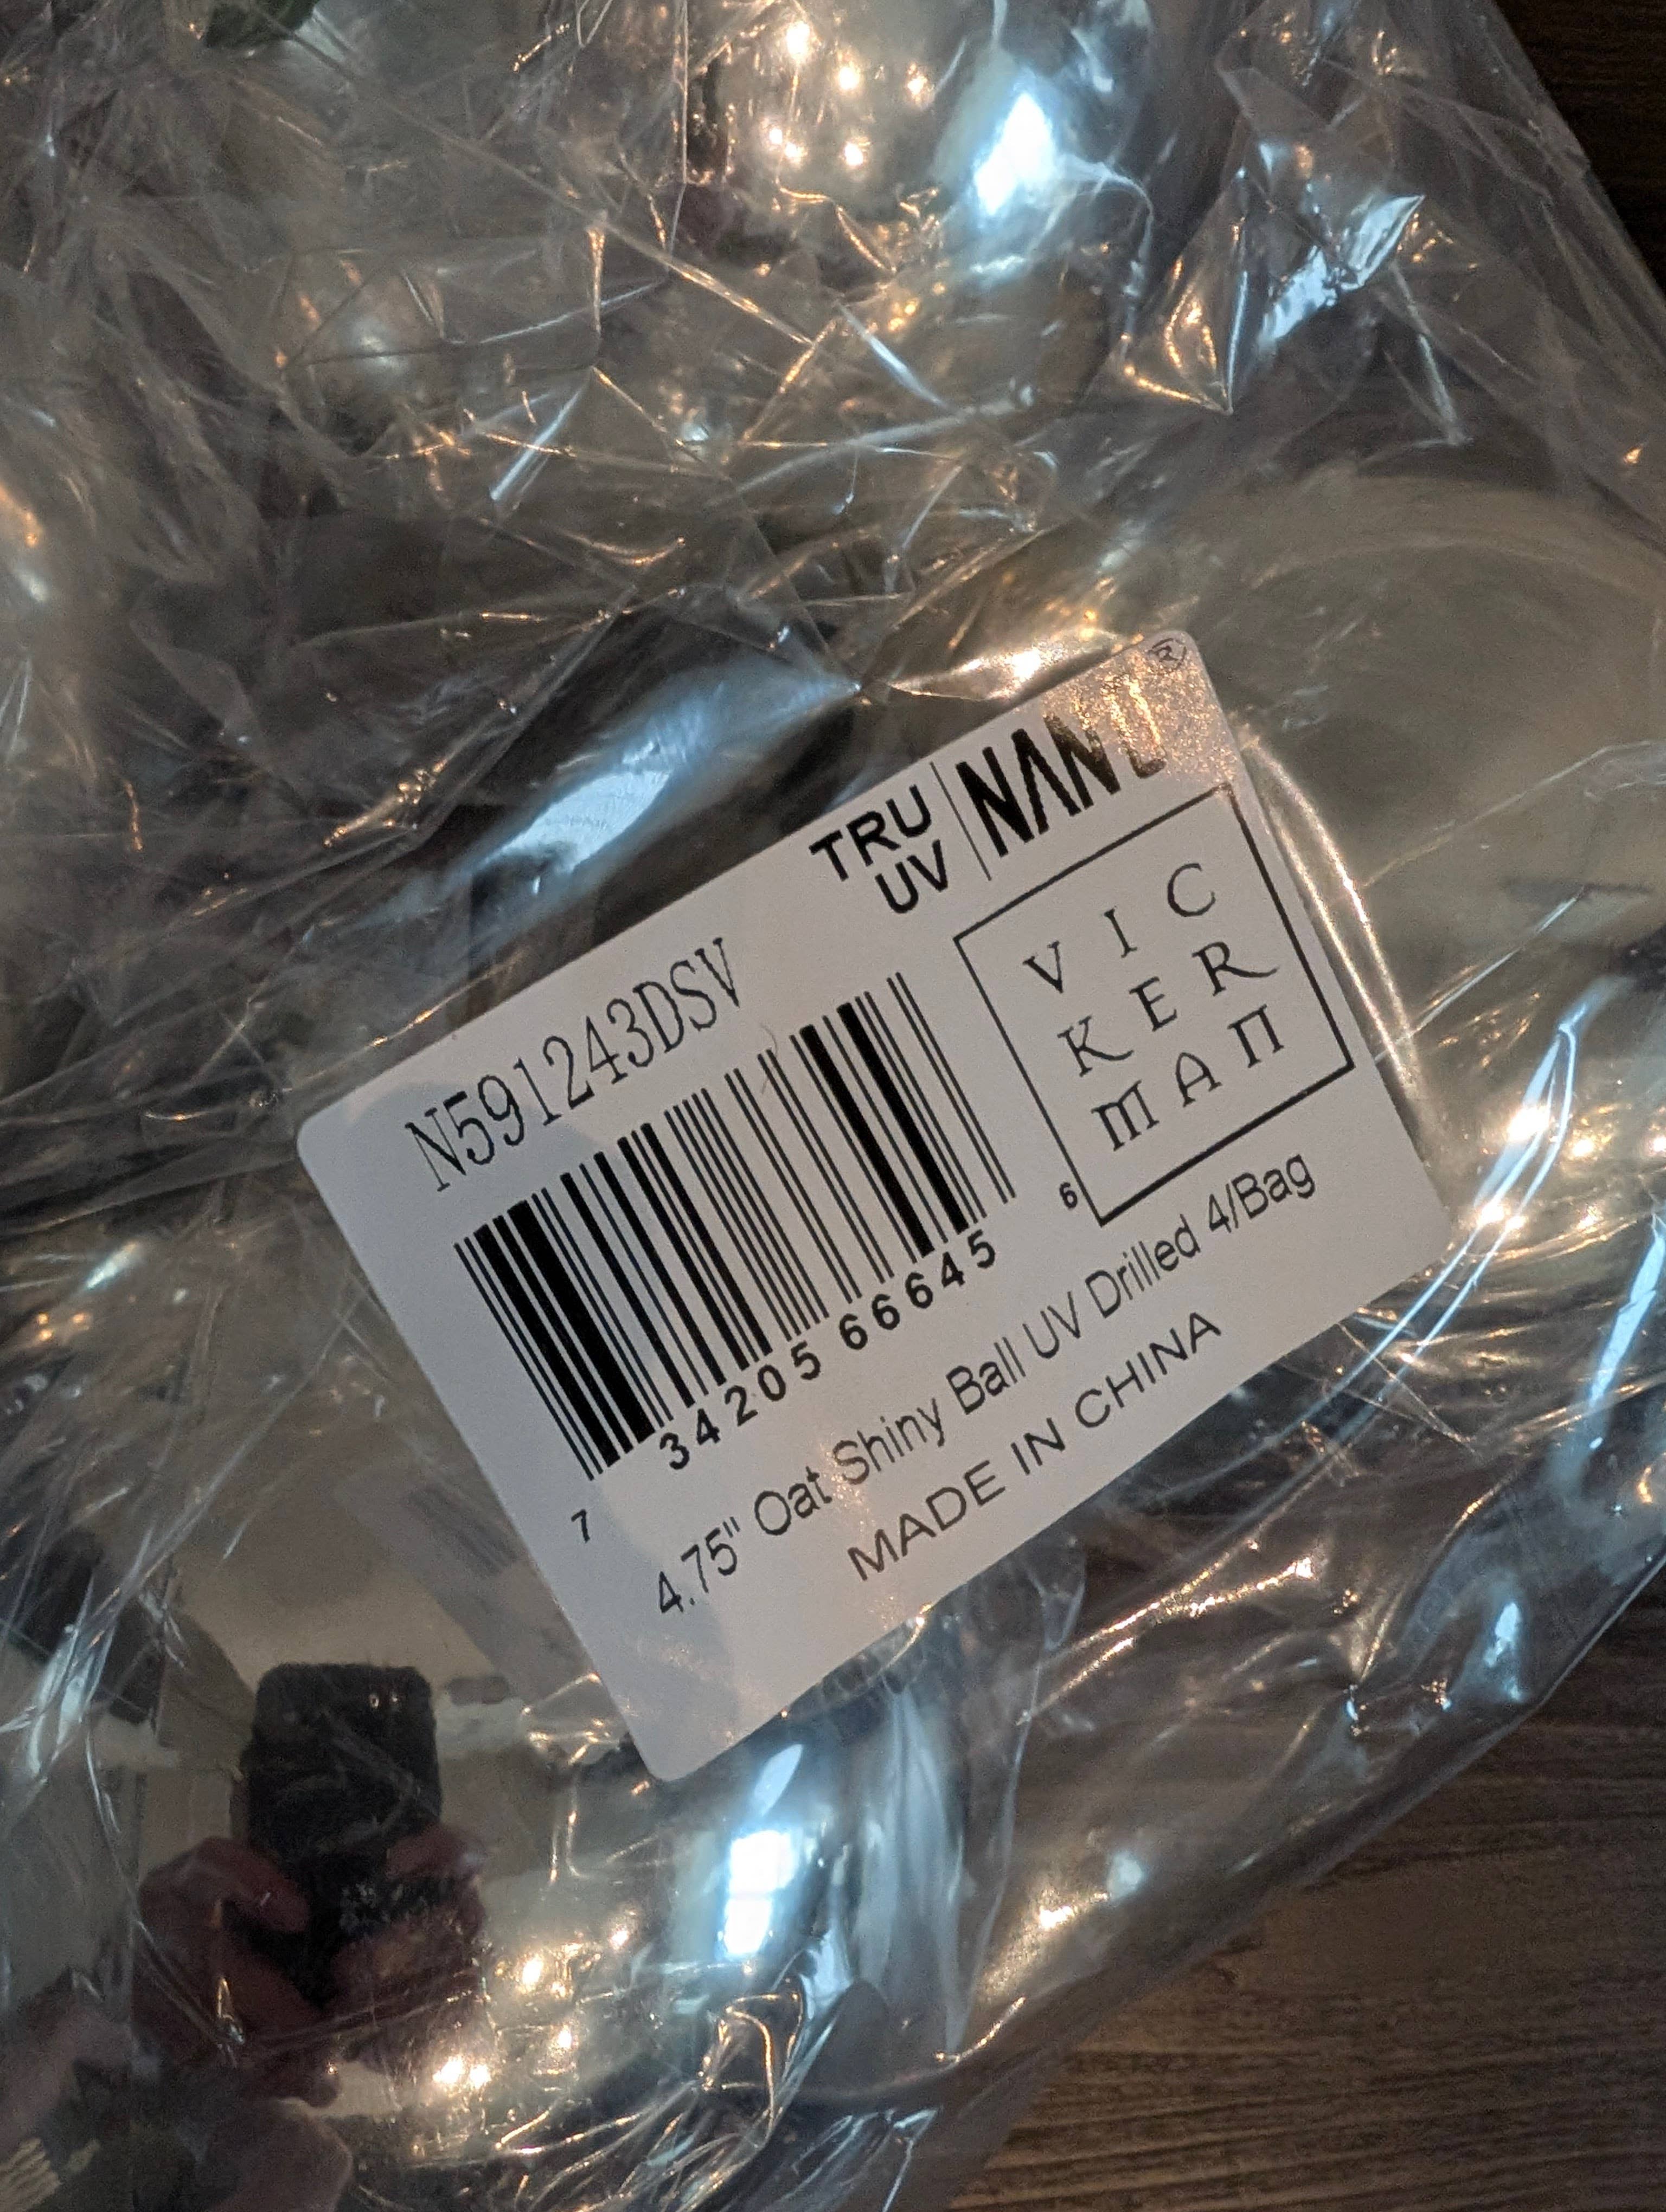 TRU
UV
®
N591243DSV
VIC
KER
MAN
7 34205 66645 6
4.75" Oat Shiny Ball UV Drilled 4/Bag
MADE IN CHINA